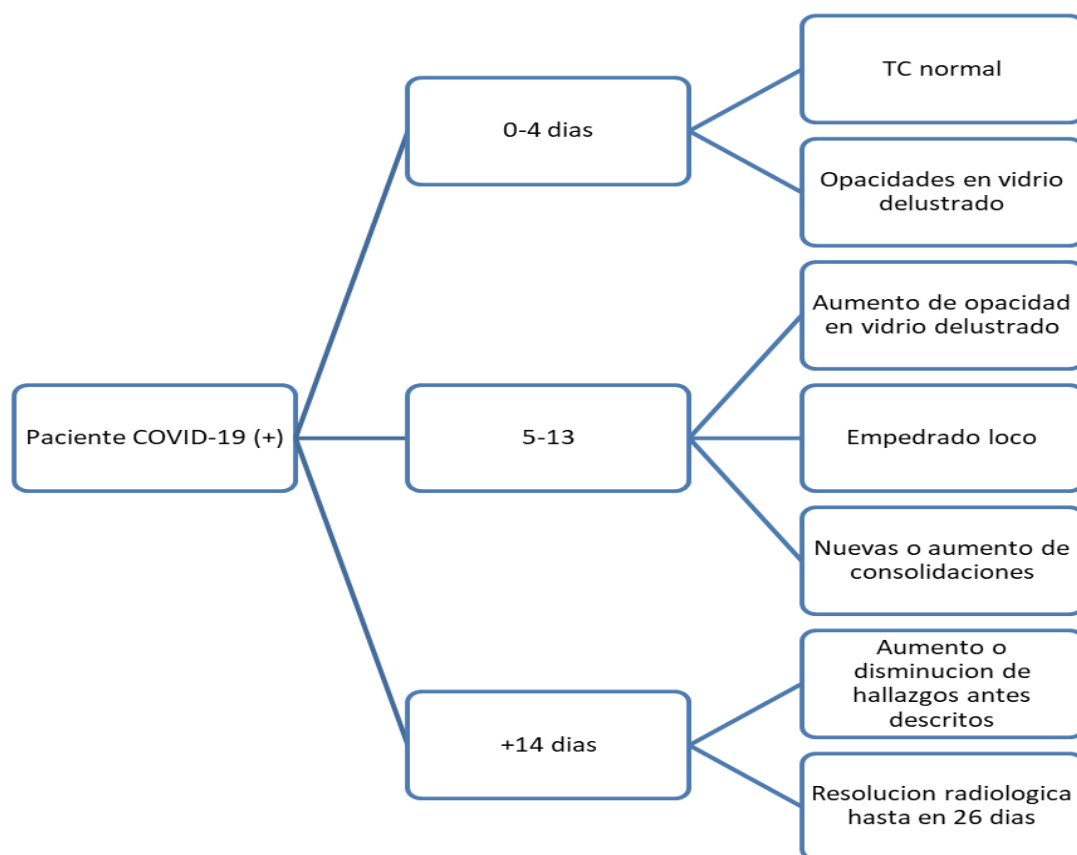 Paciente COVID-19 (+)
0-4 dias
TC normal
Opacidades en vidrio
delustrado
5-13
Aumento de opacidad
en vidrio delustrado
Empedrado loco
Nuevas o aumento de
consolidaciones
+14 dias
Aumento o
disminucion de
hallazgos antes
descritos
Resolucion radiologica
hasta en 26 dias